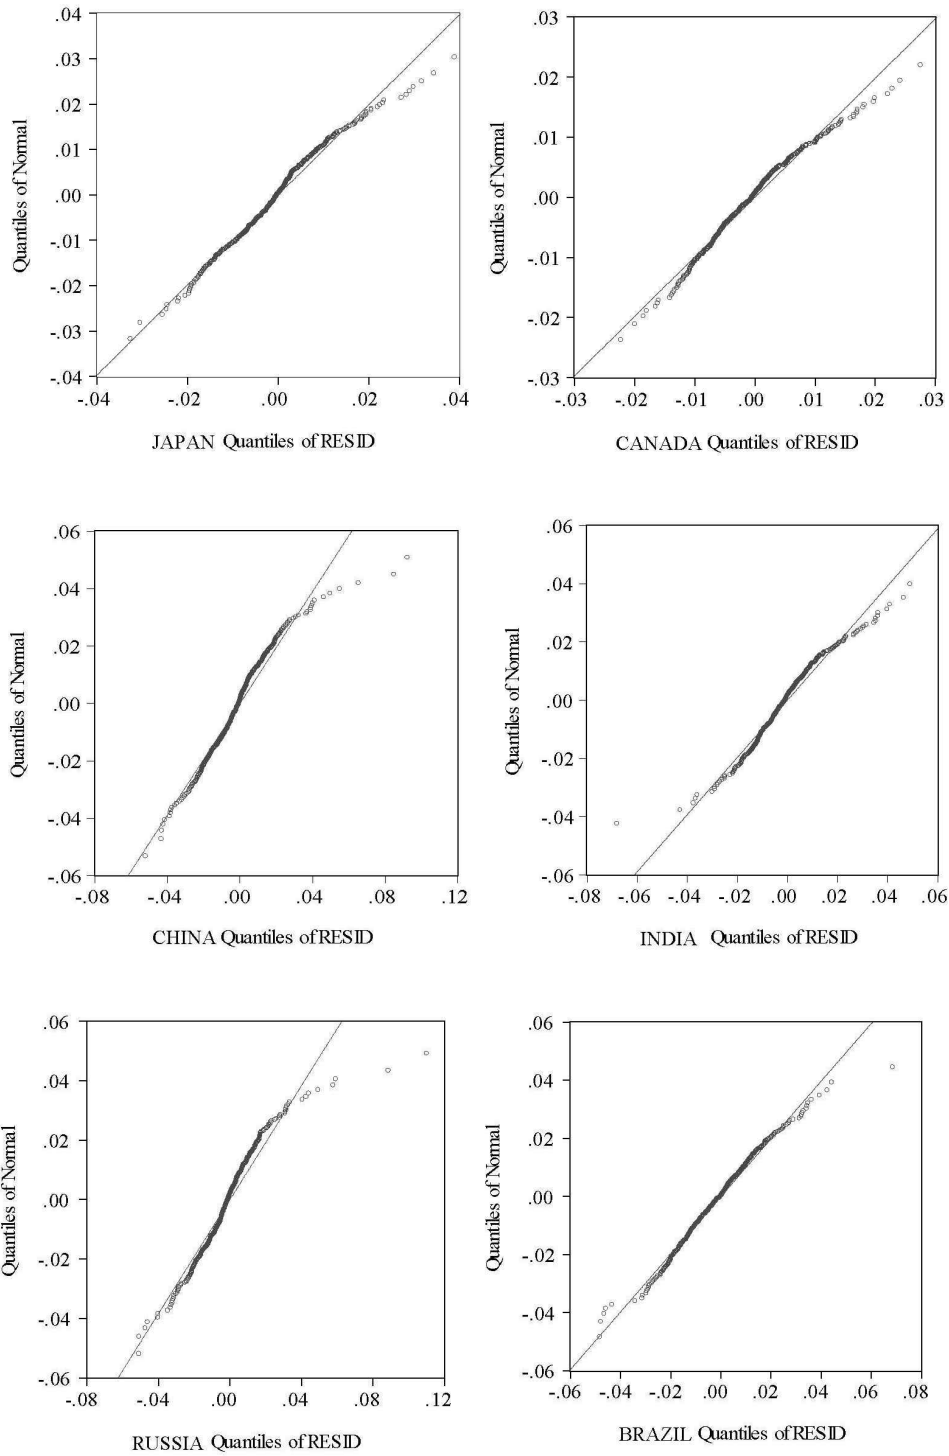 .04
.03
.02
.01
.00
-.01
-.02
-.03
-.04
Quantiles of Normal
-.04 -.02 .00 .02 .04
JAPAN Quantiles of RESID
.03
.02
.01
.00
-.01
-.02
-.03
Quantiles of Normal
-.03 -.02 -.01 .00 .01 .02 .03
CANADA Quantiles of RESID
.06
.04
.02
.00
-.02
-.04
-.06
Quantiles of Normal
-.08 -.04 .00 .04 .08 .12
CHINA Quantiles of RESID
.06
.04
.02
.00
-.02
-.04
-.06
Quantiles of Normal
-.08 -.06 -.04 -.02 .00 .02 .04 .06
INDIA Quantiles of RESID
.06
.04
.02
.00
-.02
-.04
-.06
Quantiles of Normal
-.08 -.04 .00 .04 .08 .12
RUSSIA Quantiles of RESID
.06
.04
.02
.00
-.02
-.04
-.06
Quantiles of Normal
-.06 -.04 -.02 .00 .02 .04 .06 .08
BRAZIL Quantiles of RESID